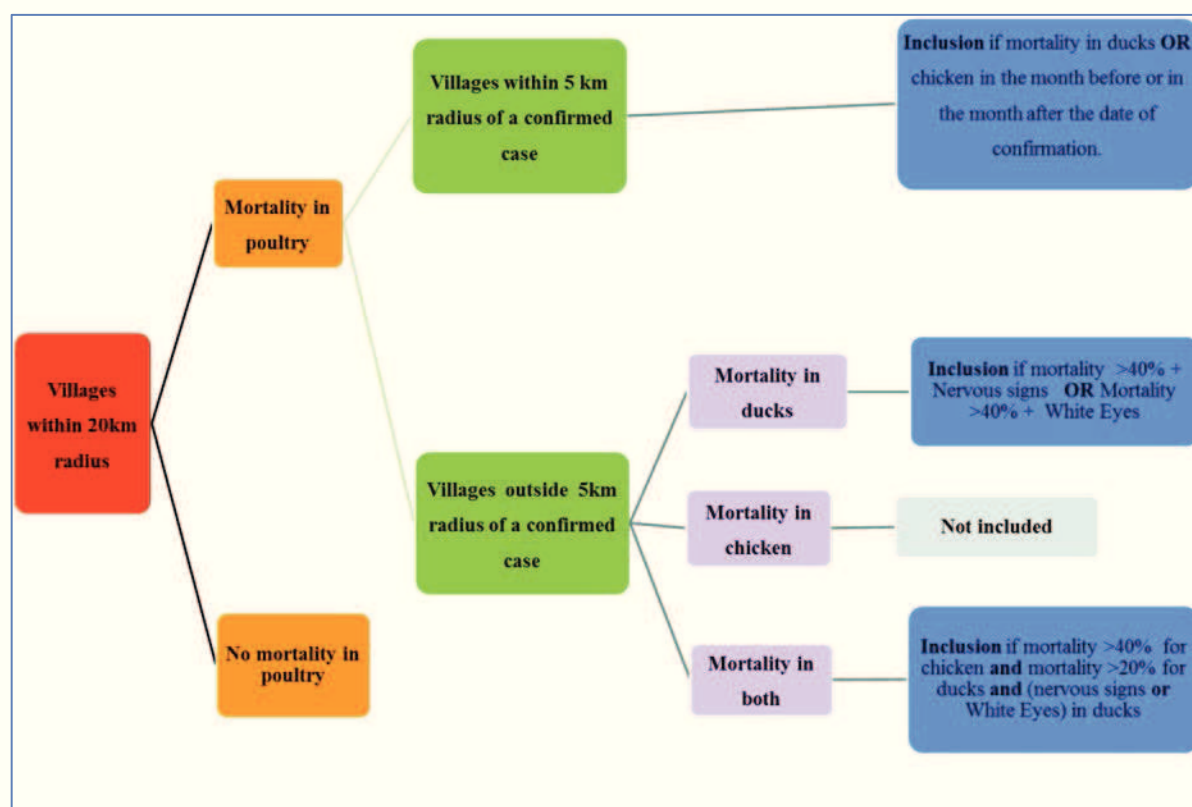 Villages
within 20km
radius
Mortality in
poultry
No mortality in
poultry
Villages within 5 km
radius of a confirmed
case
Villages outside 5km
radius of a confirmed
case
Mortality in
ducks
Mortality in
chicken
Mortality in
both
Inclusion if mortality in ducks OR
chicken in the month before or in
the month after the date of
confirmation.
Inclusion if mortality >40% +
Nervous signs OR Mortality
>40% + White Eyes
Not included
Inclusion if mortality >40% for
chicken and mortality >20% for
ducks and (nervous signs or
White Eyes) in ducks